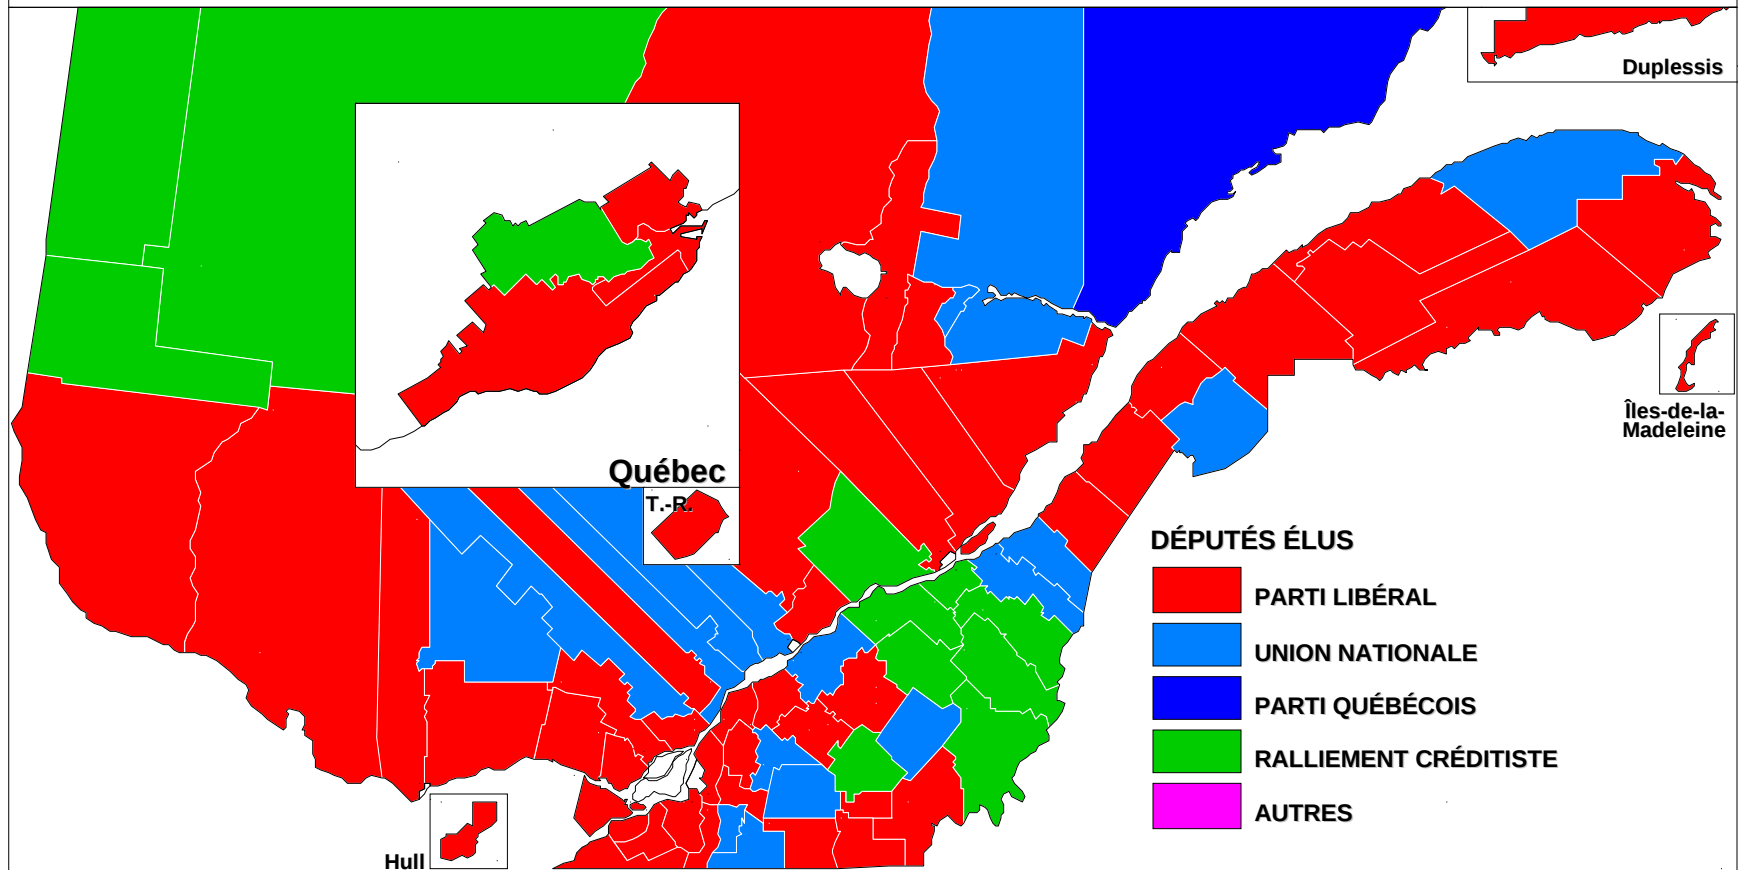 Duplessis
Îles-de-la-
Madeleine
Québec
T.-R.
DÉPUTÉS ÉLUS
PARTI LIBÉRAL
UNION NATIONALE
PARTI QUÉBÉCOIS
RALLIEMENT CRÉDITISTE
AUTRES
Hull